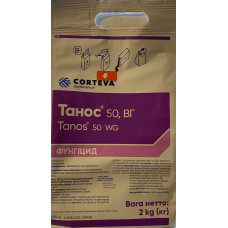 CORTEVA
Танос® 50, ВГ
Tanos® 50 WG
ФУНГІЦИД
Вага нетто:
2 kg (кг)